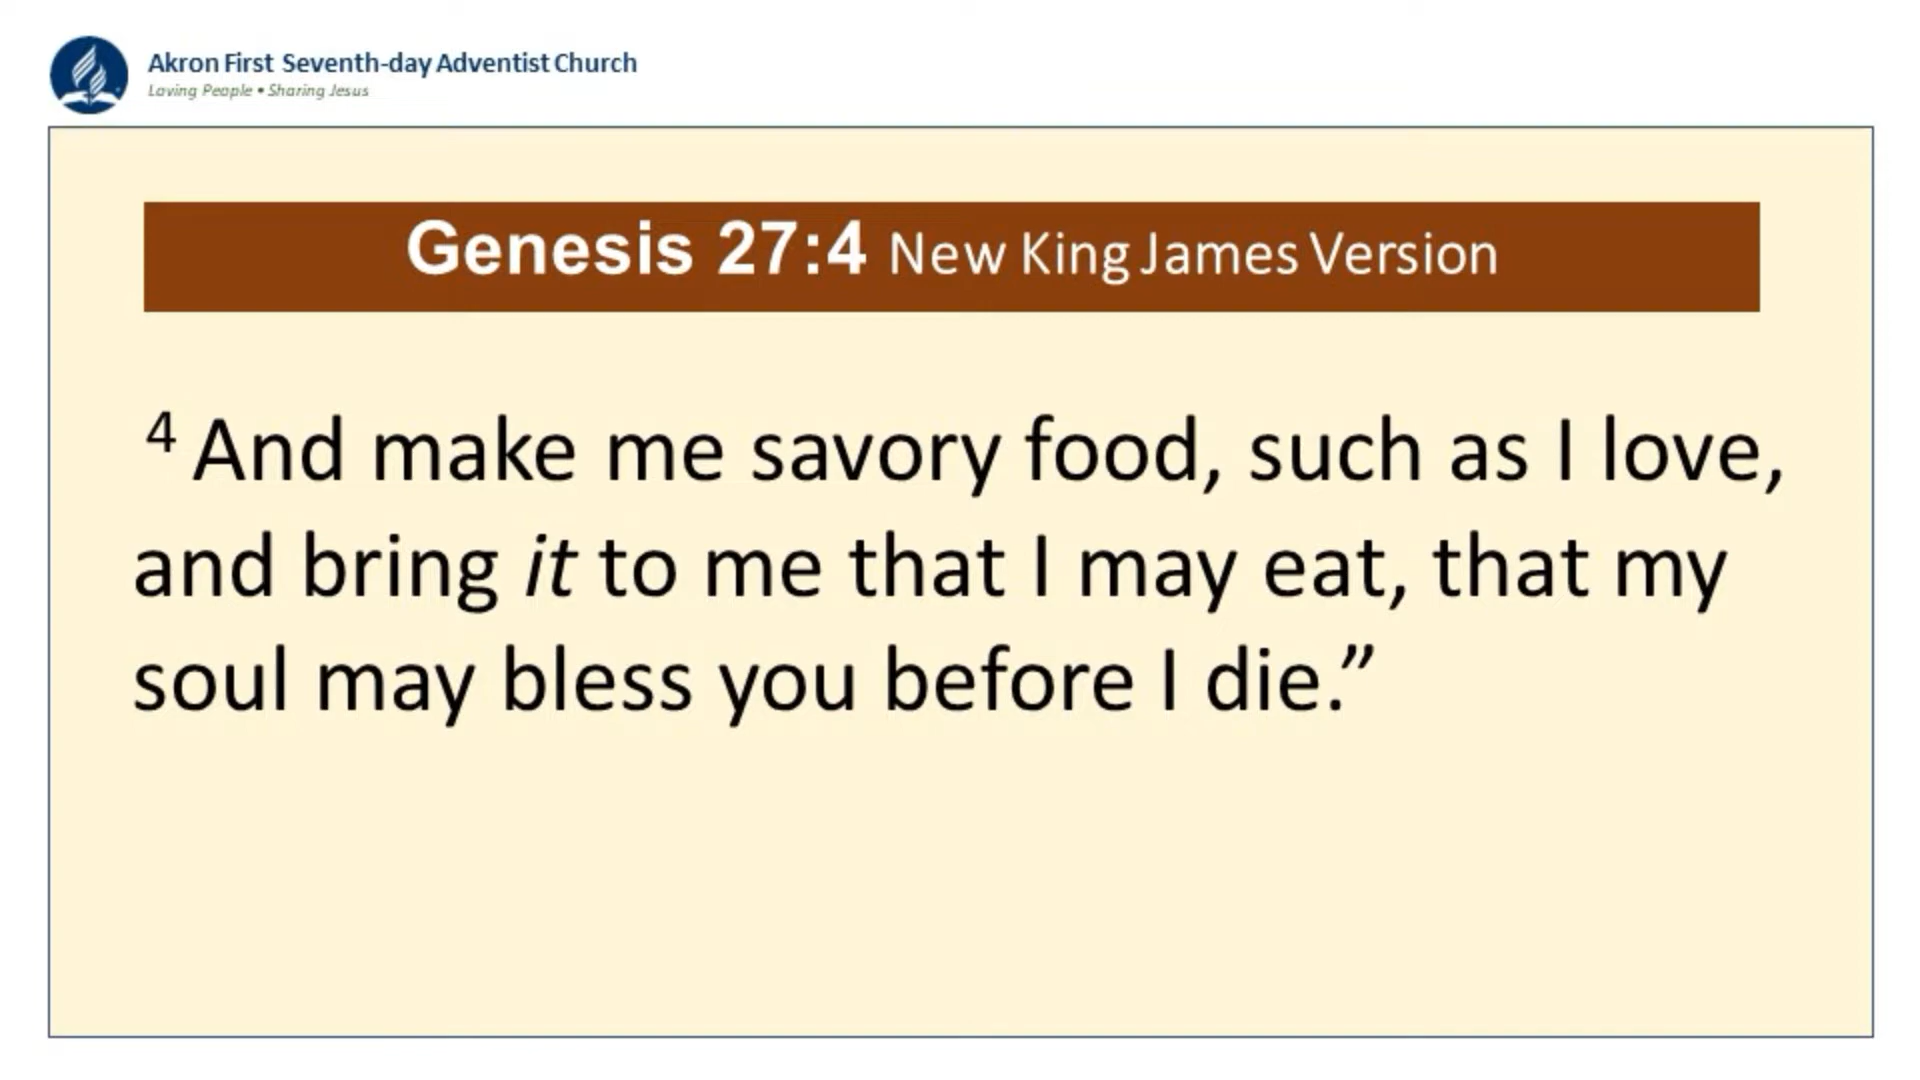 Akron First Seventh-day Adventist Church
Loving People • Sharing Jesus
Genesis 27:4 New King James Version
4 And make me savory food, such as I love,
and bring it to me that I may eat, that my
soul may bless you before I die.”